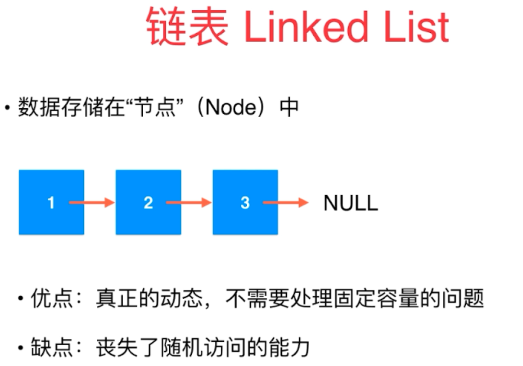 链表 Linked List
• 数据存储在“节点”（Node）中
1 2 3 NULL
• 优点：真正的动态，不需要处理固定容量的问题
• 缺点：丧失了随机访问的能力